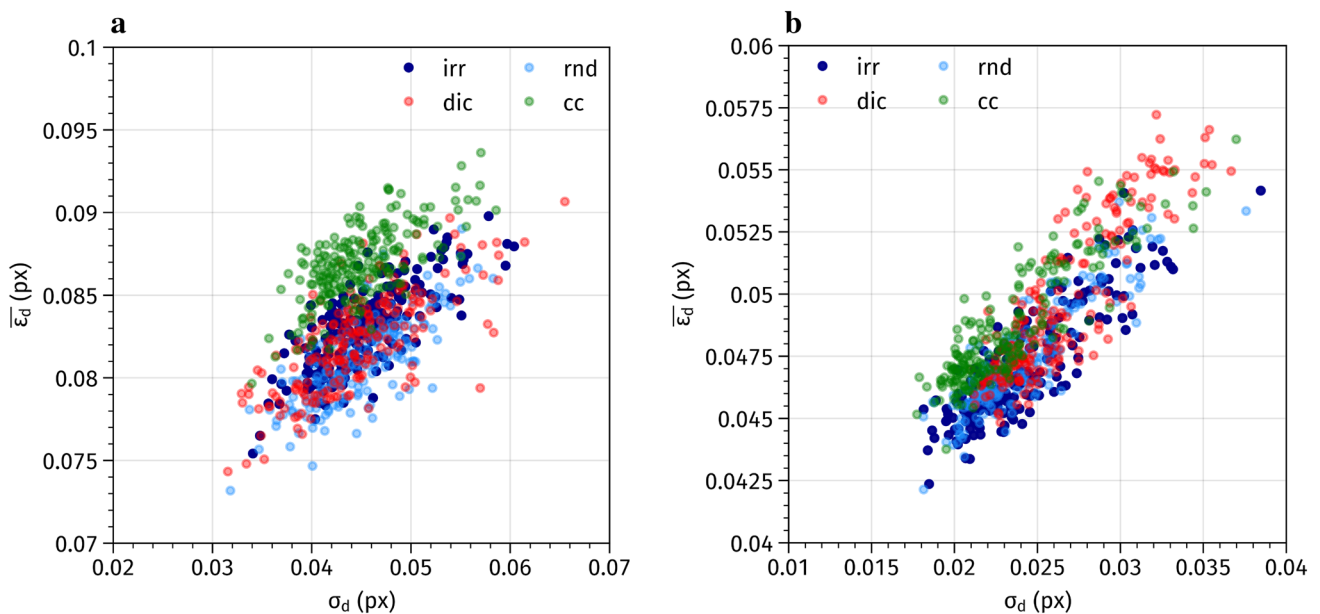 a
0.1
0.095
0.09
0.085
0.08
0.075
0.07
0.02
0.03
0.04
0.05
0.06
0.07
ε̅d (px)
σd (px)
irr
rnd
dic
cc
b
0.06
0.0575
0.055
0.0525
0.05
0.0475
0.045
0.0425
0.04
0.01
0.015
0.02
0.025
0.03
0.035
0.04
ε̅d (px)
σd (px)
irr
rnd
dic
cc